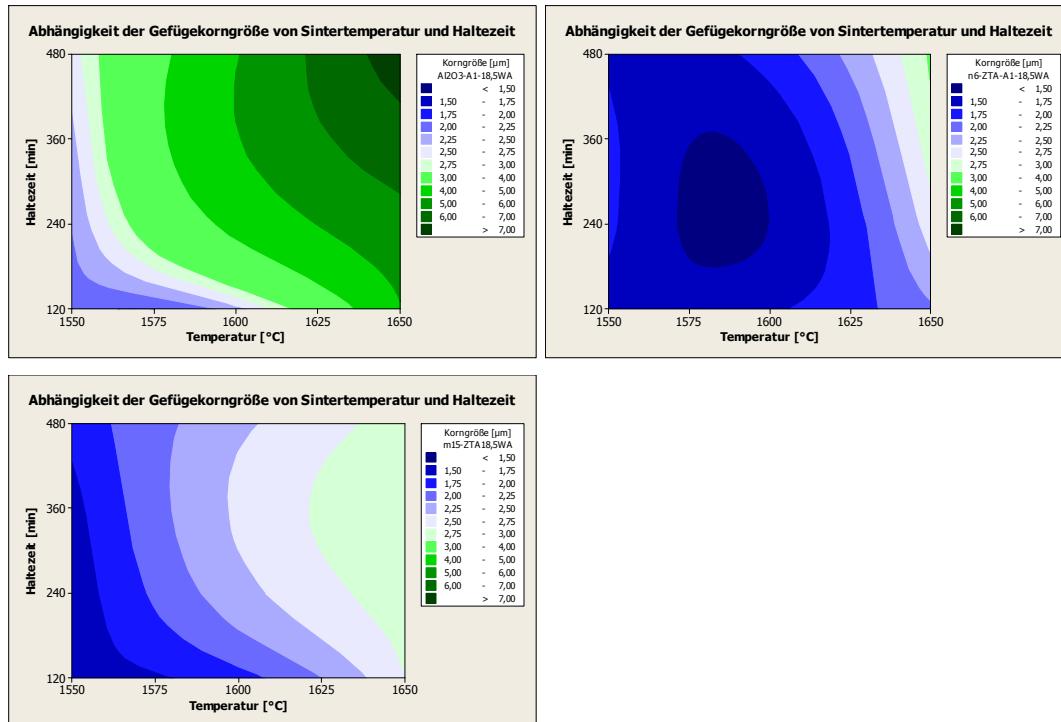 Abhängigkeit der Gefügekorngröße von Sintertemperatur und Haltezeit
Haltezeit [min]
480
360
240
120
1550 1575 1600 1625 1650
Temperatur [°C]
Korngröße [µm]
Al2O3-A1-18,5WA
< 1,50
1,50 - 1,75
1,75 - 2,00
2,00 - 2,25
2,25 - 2,50
2,50 - 2,75
2,75 - 3,00
3,00 - 4,00
4,00 - 5,00
5,00 - 6,00
6,00 - 7,00
> 7,00
Abhängigkeit der Gefügekorngröße von Sintertemperatur und Haltezeit
Haltezeit [min]
480
360
240
120
1550 1575 1600 1625 1650
Temperatur [°C]
Korngröße [µm]
n6-ZTA-A1-18,5WA
< 1,50
1,50 - 1,75
1,75 - 2,00
2,00 - 2,25
2,25 - 2,50
2,50 - 2,75
2,75 - 3,00
3,00 - 4,00
4,00 - 5,00
5,00 - 6,00
6,00 - 7,00
> 7,00
Abhängigkeit der Gefügekorngröße von Sintertemperatur und Haltezeit
Haltezeit [min]
480
360
240
120
1550 1575 1600 1625 1650
Temperatur [°C]
Korngröße [µm]
m15-ZTA18,5WA
< 1,50
1,50 - 1,75
1,75 - 2,00
2,00 - 2,25
2,25 - 2,50
2,50 - 2,75
2,75 - 3,00
3,00 - 4,00
4,00 - 5,00
5,00 - 6,00
6,00 - 7,00
> 7,00